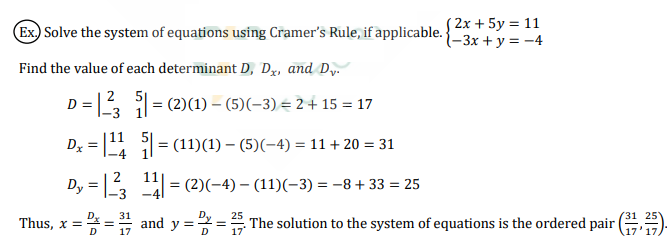 Ex. Solve the system of equations using Cramer's Rule, if applicable. { 2x + 5y = 11
−3x + y = −4
Find the value of each determinant D, Dₓ, and Dᵧ.
D = |2 5; −3 1| = (2)(1) − (5)(−3) = 2 + 15 = 17
Dₓ = |11 5; −4 1| = (11)(1) − (5)(−4) = 11 + 20 = 31
Dᵧ = |2 11; −3 −4| = (2)(−4) − (11)(−3) = −8 + 33 = 25
Thus, x = Dₓ/D = 31/17 and y = Dᵧ/D = 25/17. The solution to the system of equations is the ordered pair (31/17, 25/17).